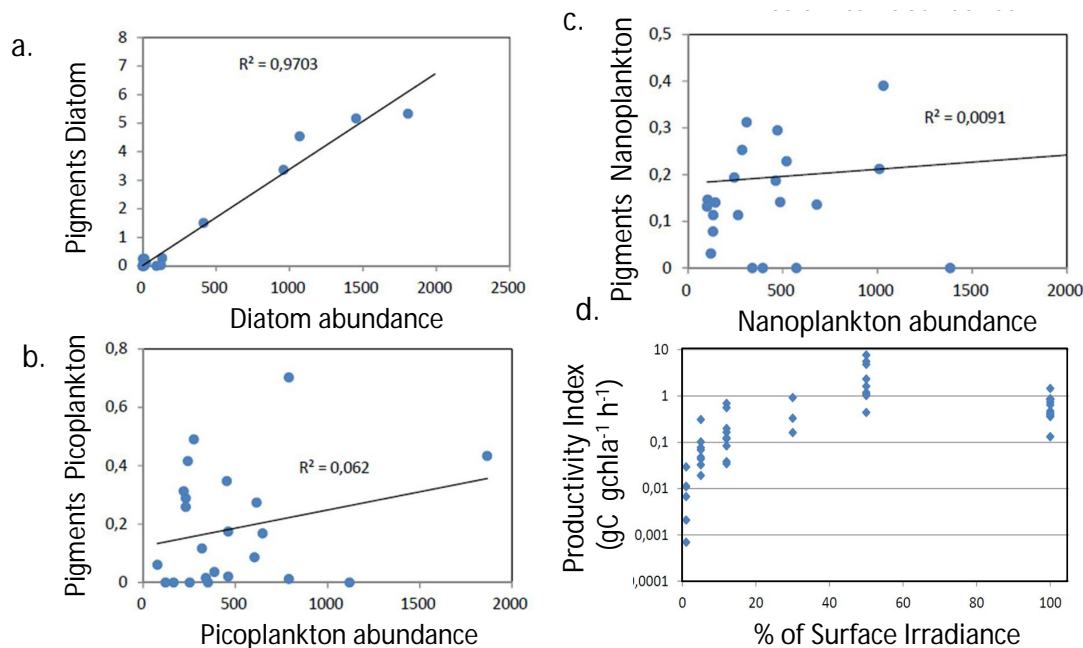 a.
Pigments Diatom
8
7
6
5
4
3
2
1
0
R² = 0,9703
500
1000
1500
2000
2500
Diatom abundance
b.
Pigments Picoplankton
0,8
0,6
0,4
0,2
0
R² = 0,062
0
500
1000
1500
2000
Picoplankton abundance
c.
Pigments Nanoplankton
0,5
0,4
0,3
0,2
0,1
0
R² = 0,0091
0
500
1000
1500
2000
Nanoplankton abundance
d.
Productivity Index
(gC gchla⁻¹ h⁻¹)
10
1
0,1
0,01
0,001
,0001
0
20
40
60
80
100
% of Surface Irradiance